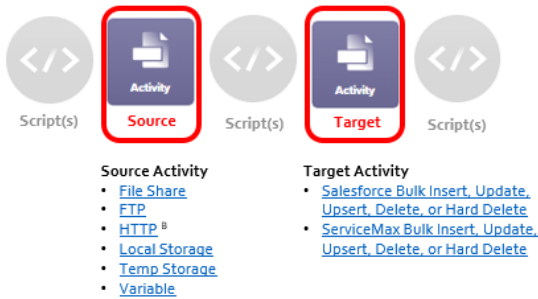 </>
Activity
</>
Activity
</>
Script(s)
Source
Script(s)
Target
Script(s)
Source Activity
• File Share
• FTP
• HTTP B
• Local Storage
• Temp Storage
• Variable
Target Activity
• Salesforce Bulk Insert, Update,
Upsert, Delete, or Hard Delete
• ServiceMax Bulk Insert, Update,
Upsert, Delete, or Hard Delete